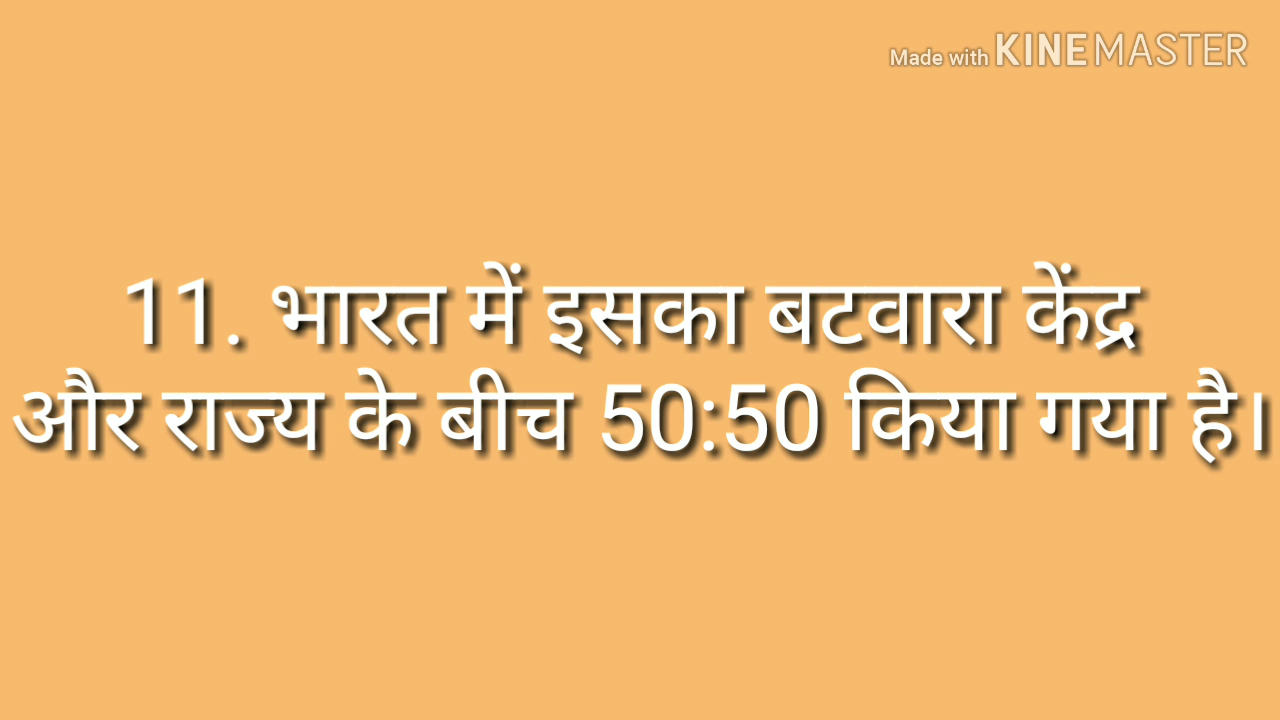 Made with KINEMASTER
11. भारत में इसका बटवारा केंद्र
और राज्य के बीच 50:50 किया गया है।